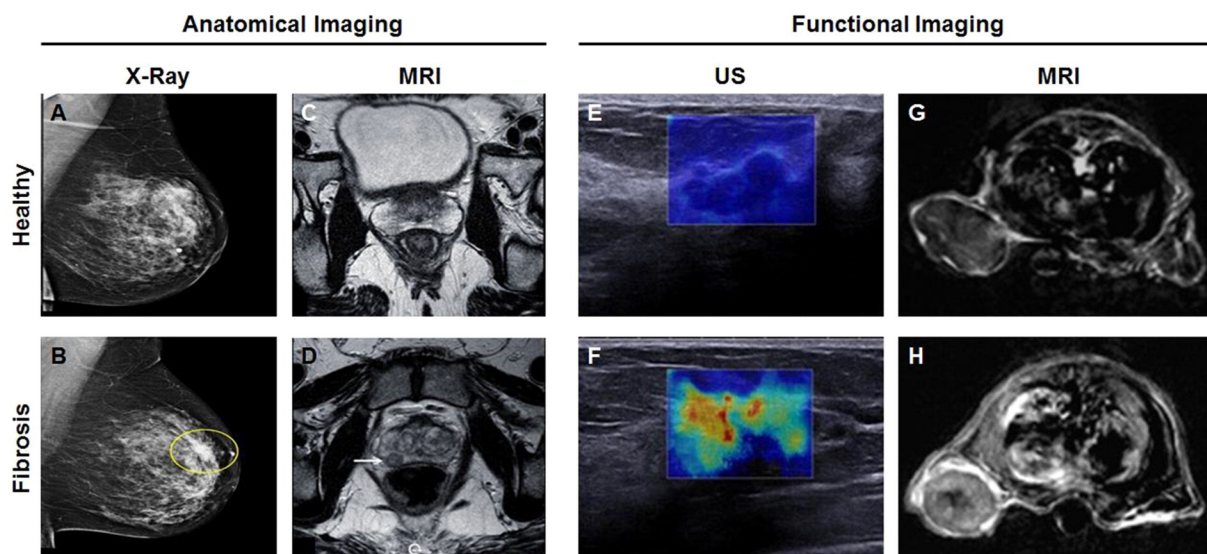 Anatomical Imaging
Functional Imaging
X-Ray
MRI
US
MRI
Healthy
A
C
E
G
Fibrosis
B
D
F
H